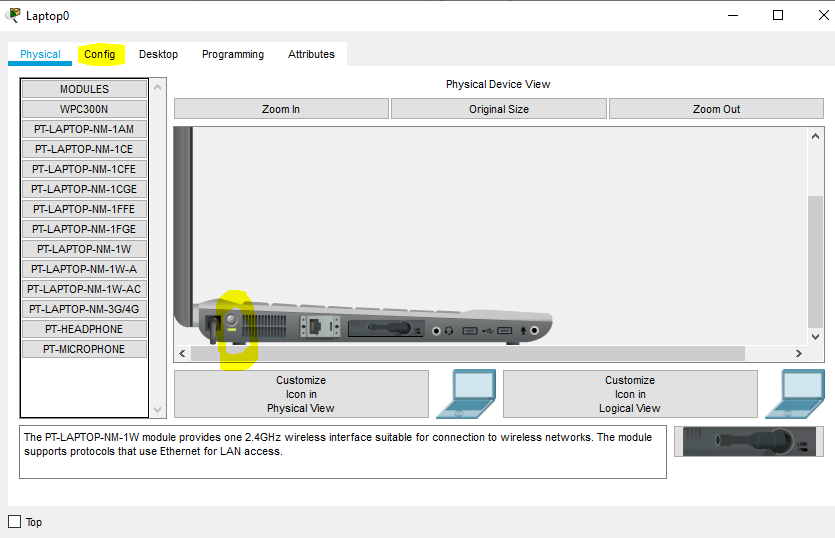 Laptop0
Physical Config Desktop Programming Attributes
MODULES
WPC300N
PT-LAPTOP-NM-1AM
PT-LAPTOP-NM-1CE
PT-LAPTOP-NM-1CFE
PT-LAPTOP-NM-1CGE
PT-LAPTOP-NM-1FFE
PT-LAPTOP-NM-1FGE
PT-LAPTOP-NM-1W
PT-LAPTOP-NM-1W-A
PT-LAPTOP-NM-1W-AC
PT-LAPTOP-NM-3G/4G
PT-HEADPHONE
PT-MICROPHONE
Physical Device View
Zoom In Original Size Zoom Out
Customize
Icon in
Physical View
Customize
Icon in
Logical View
The PT-LAPTOP-NM-1W module provides one 2.4GHz wireless interface suitable for connection to wireless networks. The module
supports protocols that use Ethernet for LAN access.
LINK
Top